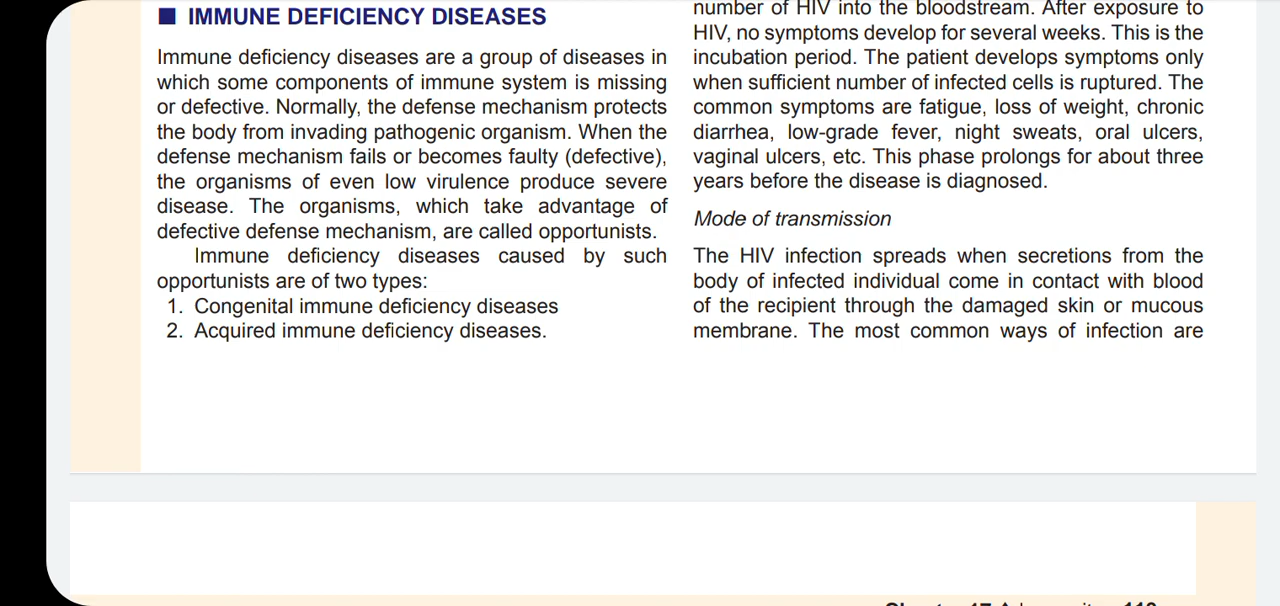 IMMUNE DEFICIENCY DISEASES
Immune deficiency diseases are a group of diseases in
which some components of immune system is missing
or defective. Normally, the defense mechanism protects
the body from invading pathogenic organism. When the
defense mechanism fails or becomes faulty (defective),
the organisms of even low virulence produce severe
disease. The organisms, which take advantage of
defective defense mechanism, are called opportunists.
Immune deficiency diseases caused by such
opportunists are of two types:
1. Congenital immune deficiency diseases
2. Acquired immune deficiency diseases.
number of HIV into the bloodstream. After exposure to
HIV, no symptoms develop for several weeks. This is the
incubation period. The patient develops symptoms only
when sufficient number of infected cells is ruptured. The
common symptoms are fatigue, loss of weight, chronic
diarrhea, low-grade fever, night sweats, oral ulcers,
vaginal ulcers, etc. This phase prolongs for about three
years before the disease is diagnosed.
Mode of transmission
The HIV infection spreads when secretions from the
body of infected individual come in contact with blood
of the recipient through the damaged skin or mucous
membrane. The most common ways of infection are